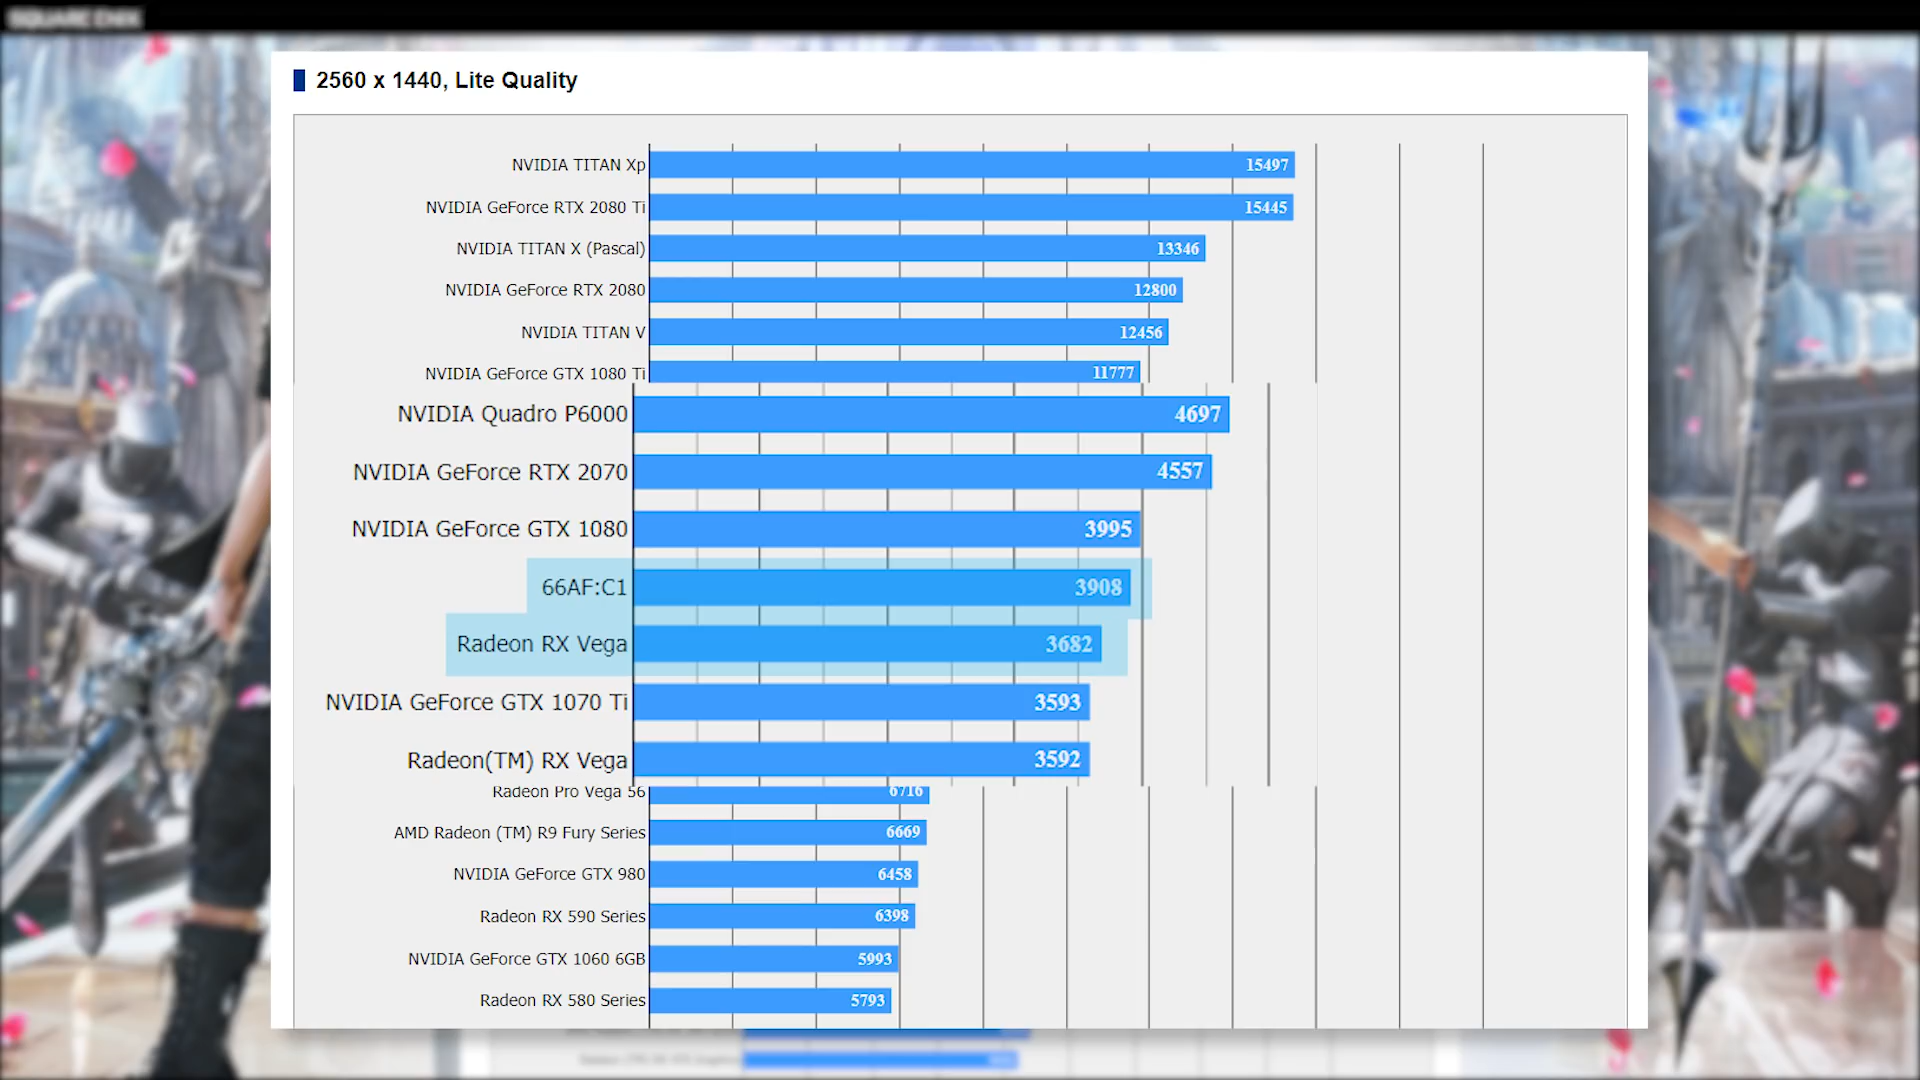 SQUARE ENIX
2560 x 1440, Lite Quality
NVIDIA TITAN Xp 15497
NVIDIA GeForce RTX 2080 Ti 15445
NVIDIA TITAN X (Pascal) 13346
NVIDIA GeForce RTX 2080 12800
NVIDIA TITAN V 12456
NVIDIA GeForce GTX 1080 Ti 11777
NVIDIA Quadro P6000 4697
NVIDIA GeForce RTX 2070 4557
NVIDIA GeForce GTX 1080 3995
66AF:C1 3908
Radeon RX Vega 3682
NVIDIA GeForce GTX 1070 Ti 3593
Radeon(TM) RX Vega 3592
Radeon Pro Vega 56 6716
AMD Radeon (TM) R9 Fury Series 6669
NVIDIA GeForce GTX 980 6458
Radeon RX 590 Series 6398
NVIDIA GeForce GTX 1060 6GB 5993
Radeon RX 580 Series 5793